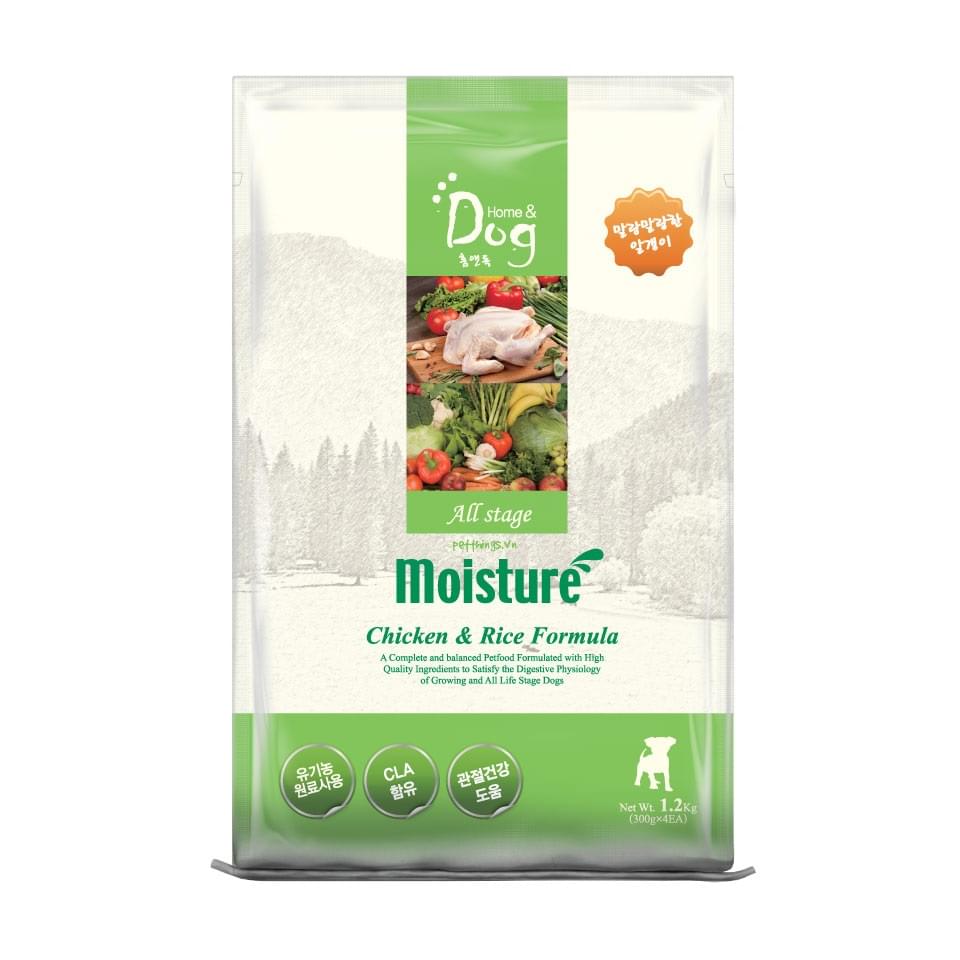 Home &
Dog
홈앤독
말랑말랑한
알갱이
All stage
petthings.vn
Moisture
Chicken & Rice Formula
A Complete and balanced Petfood Formulated with High
Quality Ingredients to Satisfy the Digestive Physiology
of Growing and All Life Stage Dogs
유기농
원료사용
CLA
함유
관절건강
도움
Net Wt. 1.2Kg
(300g×4EA)